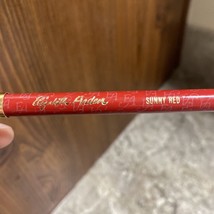 Elizabeth Arden SUNNY RED